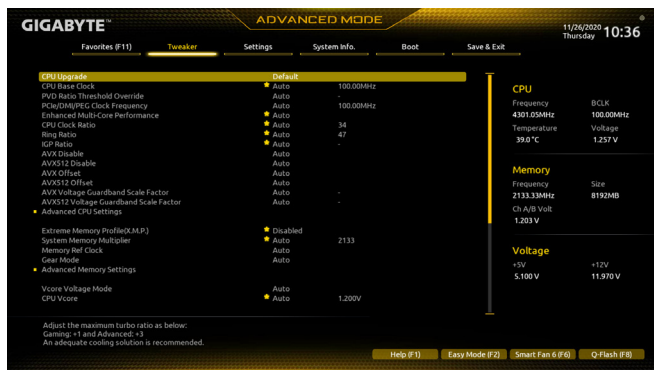 GIGABYTE™
ADVANCED MODE
11/26/2020
Thursday
10:36
Favorites (F11) Tweaker Settings System Info. Boot Save & Exit
CPU Upgrade Default
CPU Base Clock Auto 100.00MHz
PVD Ratio Threshold Override Auto -
PCIe/DMI/PEG Clock Frequency Auto 100.00MHz
Enhanced Multi-Core Performance Auto
CPU Clock Ratio Auto 34
Ring Ratio Auto 47
IGP Ratio Auto -
AVX Disable Auto
AVX512 Disable Auto
AVX Offset Auto
AVX512 Offset Auto
AVX Voltage Guardband Scale Factor Auto -
AVX512 Voltage Guardband Scale Factor Auto -
Advanced CPU Settings
Extreme Memory Profile(X.M.P.) Disabled
System Memory Multiplier Auto 2133
Memory Ref Clock Auto
Gear Mode Auto
Advanced Memory Settings
Vcore Voltage Mode Auto
CPU Vcore Auto 1.200V
CPU
Frequency BCLK
4301.05MHz 100.00MHz
Temperature Voltage
39.0 °C 1.257 V
Memory
Frequency Size
2133.33MHz 8192MB
Ch A/B Volt
1.203 V
Voltage
+5V +12V
5.100 V 11.970 V
Adjust the maximum turbo ratio as below:
Gaming: +1 and Advanced: +3
An adequate cooling solution is recommended.
Help (F1) Easy Mode (F2) Smart Fan 6 (F6) Q-Flash (F8)